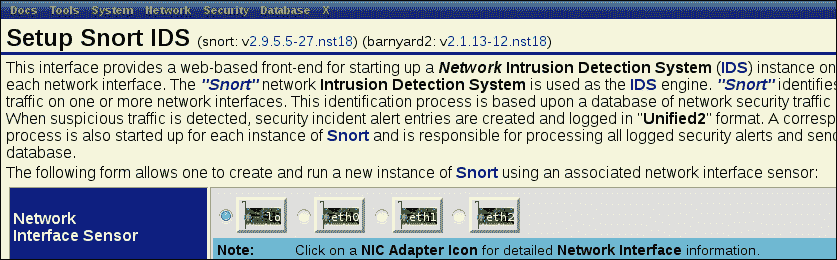 Docs Tools System Network Security Database X
Setup Snort IDS (snort: v2.9.5.5-27.nst18) (barnyard2: v2.1.13-12.nst18)
This interface provides a web-based front-end for starting up a Network Intrusion Detection System (IDS) instance on
each network interface. The "Snort" network Intrusion Detection System is used as the IDS engine. "Snort" identifies
traffic on one or more network interfaces. This identification process is based upon a database of network security traffic
When suspicious traffic is detected, security incident alert entries are created and logged in "Unified2" format. A corresp
process is also started up for each instance of Snort and is responsible for processing all logged security alerts and send
database.
The following form allows one to create and run a new instance of Snort using an associated network interface sensor:
Network
Interface Sensor
lo eth0 eth1 eth2
Note: Click on a NIC Adapter Icon for detailed Network Interface information.